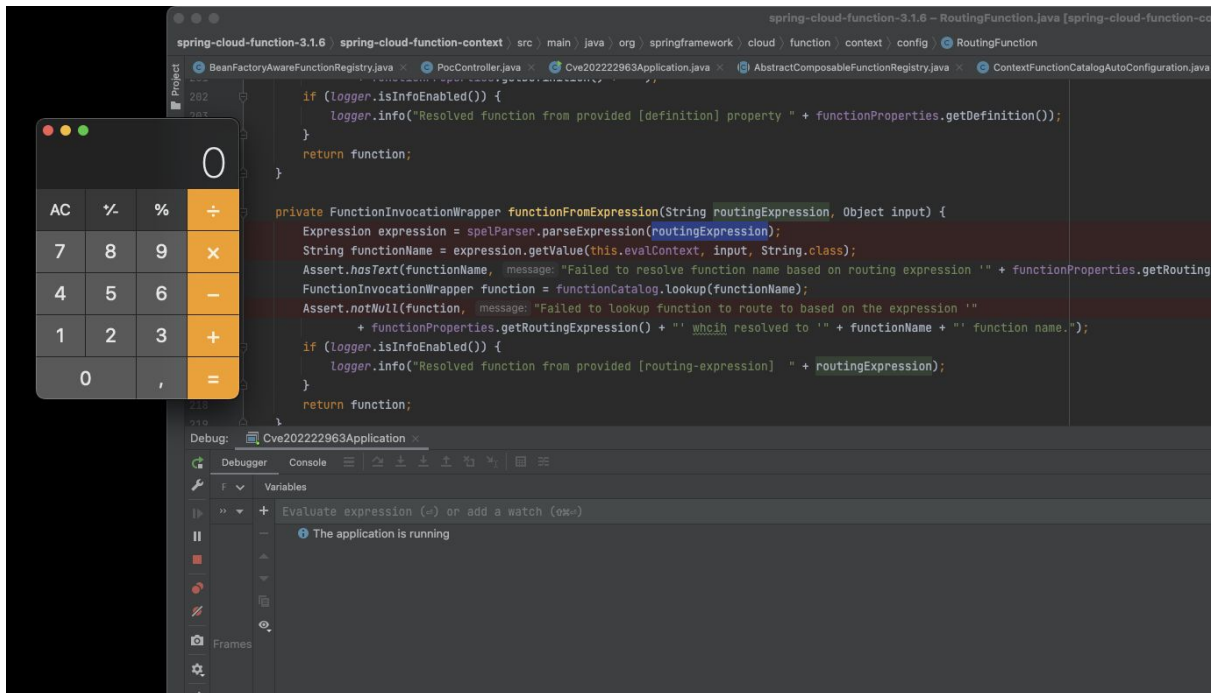 spring-cloud-function-3.1.6 – RoutingFunction.java [spring-cloud-function-co
spring-cloud-function-3.1.6 〉 spring-cloud-function-context 〉 src 〉 main 〉 java 〉 org 〉 springframework 〉 cloud 〉 function 〉 context 〉 config 〉 RoutingFunction
Project
BeanFactoryAwareFunctionRegistry.java × PocController.java × Cve202222963Application.java × AbstractComposableFunctionRegistry.java × ContextFunctionCatalogAutoConfiguration.java
202 if (logger.isInfoEnabled()) {
203 logger.info("Resolved function from provided [definition] property " + functionProperties.getDefinition());
}
return function;
}
private FunctionInvocationWrapper functionFromExpression(String routingExpression, Object input) {
Expression expression = spelParser.parseExpression(routingExpression);
String functionName = expression.getValue(this.evalContext, input, String.class);
Assert.hasText(functionName, message: "Failed to resolve function name based on routing expression '" + functionProperties.getRouting
FunctionInvocationWrapper function = functionCatalog.lookup(functionName);
Assert.notNull(function, message: "Failed to lookup function to route to based on the expression '"
+ functionProperties.getRoutingExpression() + "' whcih resolved to '" + functionName + "' function name.");
if (logger.isInfoEnabled()) {
logger.info("Resolved function from provided [routing-expression]  " + routingExpression);
}
218 return function;
219 }
0
AC +/- % ÷
7 8 9 ×
4 5 6 −
1 2 3 +
0 , =
Debug: Cve202222963Application ×
Debugger Console
F Variables
Evaluate expression (⏎) or add a watch (⇧⌘⏎)
The application is running
Frames